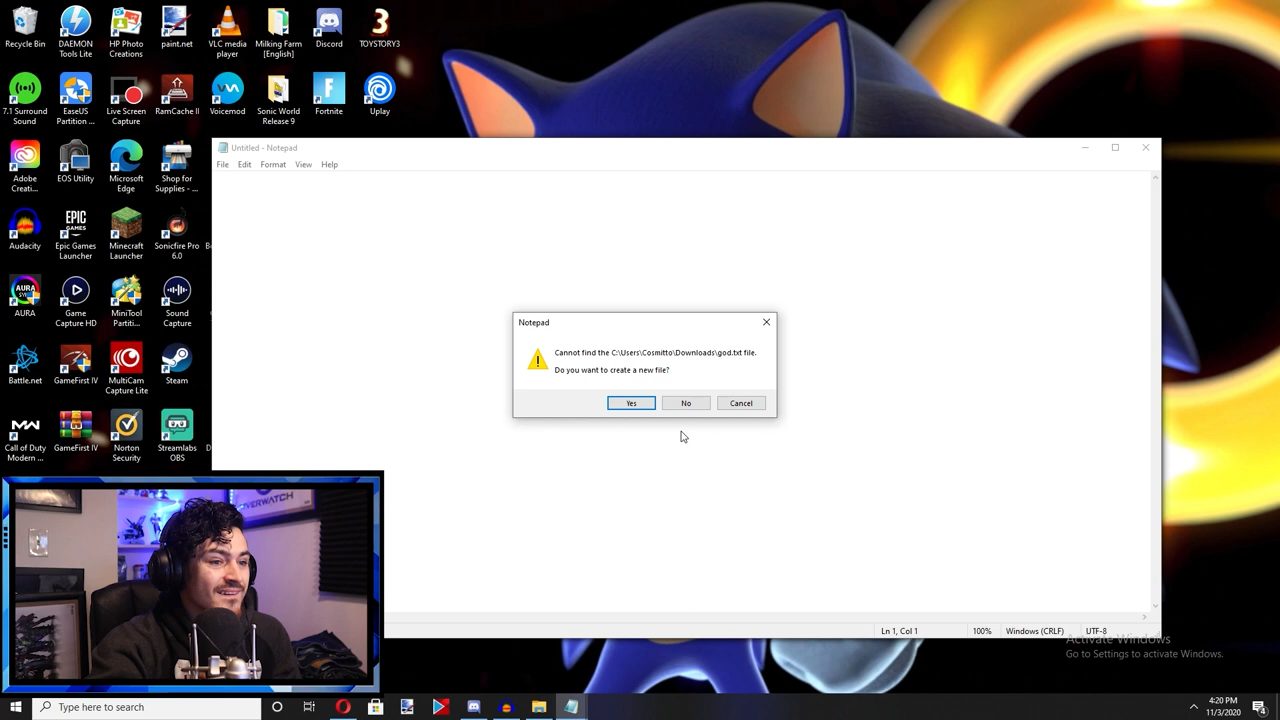 Recycle Bin
DAEMON
Tools Lite
HP Photo
Creations
paint.net
VLC media
player
Milking Farm
[English]
Discord
3
TOYSTORY3
7.1 Surround
Sound
EaseUS
Partition ...
Live Screen
Capture
RamCache II
Voicemod
Sonic World
Release 9
Fortnite
Uplay
Adobe
Creati...
EOS Utility
Microsoft
Edge
Shop for
Supplies - ...
Audacity
EPIC
GAMES
Epic Games
Launcher
Minecraft
Launcher
Sonicfire Pro
6.0
AURA
AURA
Game
Capture HD
MiniTool
Partiti...
Sound
Capture
Battle.net
GameFirst IV
MultiCam
Capture Lite
Steam
MW
Call of Duty
Modern ...
GameFirst IV
Norton
Security
Streamlabs
OBS
Untitled - Notepad
File Edit Format View Help
Notepad
Cannot find the C:\Users\Cosmitto\Downloads\god.txt file.
Do you want to create a new file?
Yes No Cancel
OVERWATCH
Ln 1, Col 1 100% Windows (CRLF) UTF-8
Activate Windows
Go to Settings to activate Windows.
Type here to search
4:20 PM
11/3/2020